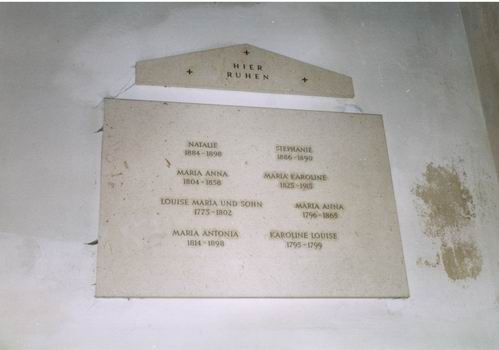 HIER
RUHEN
NATALIE
1884-1898
STEPHANIE
1886-1890
MARIA ANNA
1804-1858
MARIA KAROLINE
1825-1915
LOUISE MARIA UND SOHN
1773-1802
MARIA ANNA
1796-1865
MARIA ANTONIA
1814-1898
KAROLINE LOUISE
1795-1799